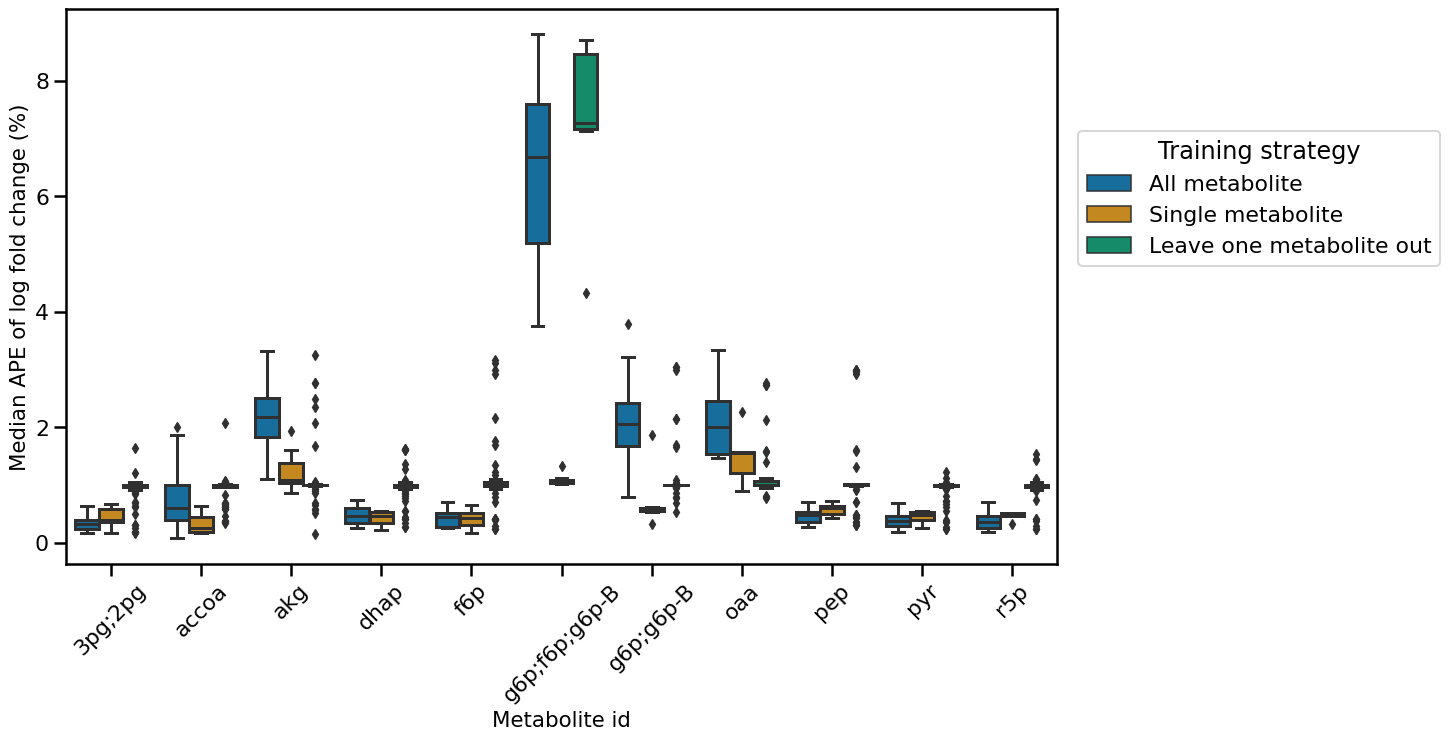 Median APE of log fold change (%)
8
6
4
2
0
3pg;2pg
accoa
akg
dhap
f6p
g6p;f6p;g6p-B
g6p;g6p-B
oaa
pep
pyr
r5p
Metabolite id
Training strategy
All metabolite
Single metabolite
Leave one metabolite out